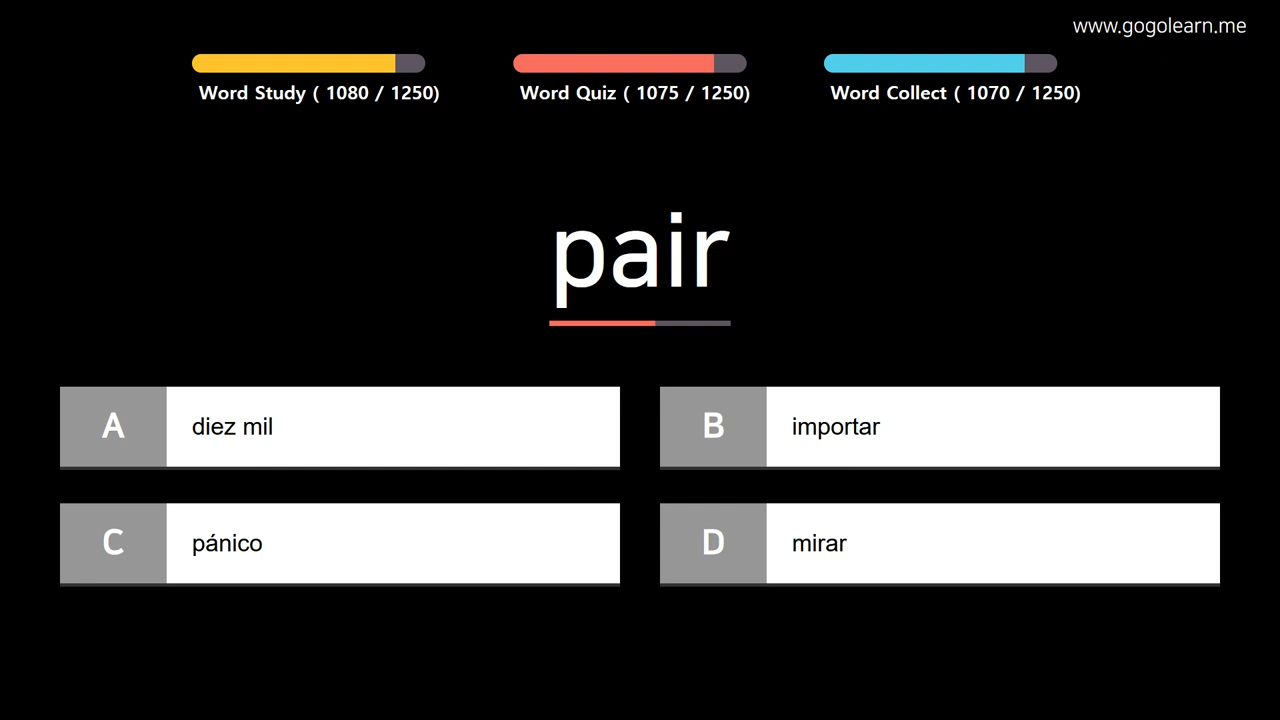 www.gogolearn.me
Word Study ( 1080 / 1250)
Word Quiz ( 1075 / 1250)
Word Collect ( 1070 / 1250)
pair
A
diez mil
B
importar
C
pánico
D
mirar